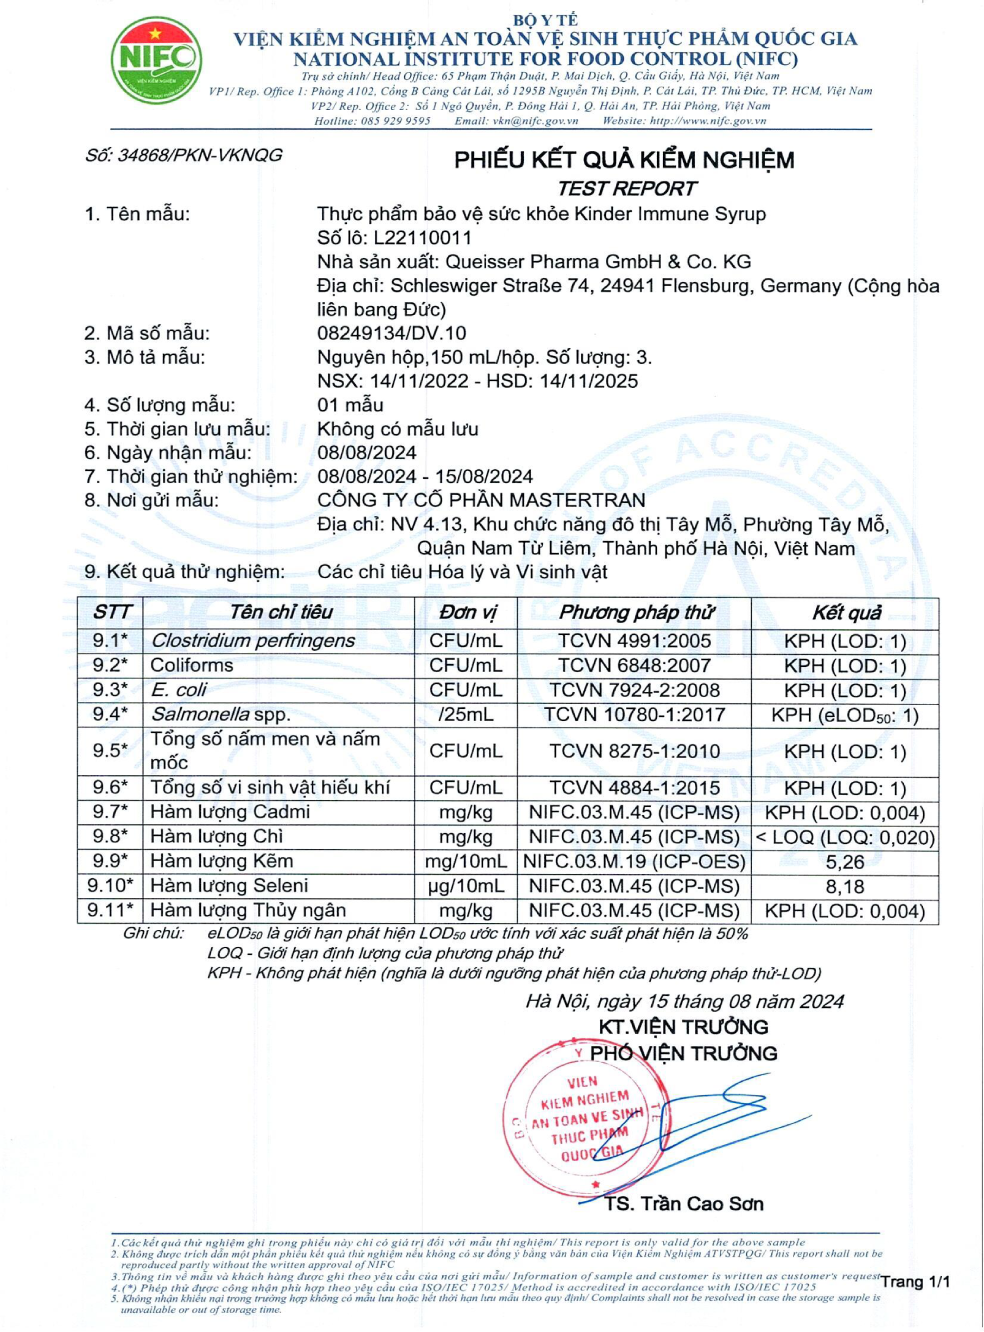 BỘ Y TẾ
VIỆN KIỂM NGHIỆM AN TOÀN VỆ SINH THỰC PHẨM QUỐC GIA
NATIONAL INSTITUTE FOR FOOD CONTROL (NIFC)
Trụ sở chính/ Head Office: 65 Phạm Thận Duật, P. Mai Dịch, Q. Cầu Giấy, Hà Nội, Việt Nam
VP1/ Rep. Office 1: Phòng A102, Cổng B Cảng Cát Lái, số 1295B Nguyễn Thị Định, P. Cát Lái, TP. Thủ Đức, TP. HCM, Việt Nam
VP2/ Rep. Office 2: Số 1 Ngô Quyền, P. Đông Hải 1, Q. Hải An, TP. Hải Phòng, Việt Nam
Hotline: 085 929 9595 Email: vkn@nifc.gov.vn Website: http://www.nifc.gov.vn
NIFC
Số: 34868/PKN-VKNQG
PHIẾU KẾT QUẢ KIỂM NGHIỆM
TEST REPORT
1. Tên mẫu: Thực phẩm bảo vệ sức khỏe Kinder Immune Syrup
Số lô: L22110011
Nhà sản xuất: Queisser Pharma GmbH & Co. KG
Địa chỉ: Schleswiger Straße 74, 24941 Flensburg, Germany (Cộng hòa
liên bang Đức)
2. Mã số mẫu: 08249134/DV.10
3. Mô tả mẫu: Nguyên hộp,150 mL/hộp. Số lượng: 3.
NSX: 14/11/2022 - HSD: 14/11/2025
4. Số lượng mẫu: 01 mẫu
5. Thời gian lưu mẫu: Không có mẫu lưu
6. Ngày nhận mẫu: 08/08/2024
7. Thời gian thử nghiệm: 08/08/2024 - 15/08/2024
8. Nơi gửi mẫu: CÔNG TY CỔ PHẦN MASTERTRAN
Địa chỉ: NV 4.13, Khu chức năng đô thị Tây Mỗ, Phường Tây Mỗ,
Quận Nam Từ Liêm, Thành phố Hà Nội, Việt Nam
9. Kết quả thử nghiệm: Các chỉ tiêu Hóa lý và Vi sinh vật
STT Tên chỉ tiêu Đơn vị Phương pháp thử Kết quả
9.1* Clostridium perfringens CFU/mL TCVN 4991:2005 KPH (LOD: 1)
9.2* Coliforms CFU/mL TCVN 6848:2007 KPH (LOD: 1)
9.3* E. coli CFU/mL TCVN 7924-2:2008 KPH (LOD: 1)
9.4* Salmonella spp. /25mL TCVN 10780-1:2017 KPH (eLOD50: 1)
9.5* Tổng số nấm men và nấm mốc CFU/mL TCVN 8275-1:2010 KPH (LOD: 1)
9.6* Tổng số vi sinh vật hiếu khí CFU/mL TCVN 4884-1:2015 KPH (LOD: 1)
9.7* Hàm lượng Cadmi mg/kg NIFC.03.M.45 (ICP-MS) KPH (LOD: 0,004)
9.8* Hàm lượng Chì mg/kg NIFC.03.M.45 (ICP-MS) < LOQ (LOQ: 0,020)
9.9* Hàm lượng Kẽm mg/10mL NIFC.03.M.19 (ICP-OES) 5,26
9.10* Hàm lượng Seleni µg/10mL NIFC.03.M.45 (ICP-MS) 8,18
9.11* Hàm lượng Thủy ngân mg/kg NIFC.03.M.45 (ICP-MS) KPH (LOD: 0,004)
Ghi chú: eLOD50 là giới hạn phát hiện LOD50 ước tính với xác suất phát hiện là 50%
LOQ - Giới hạn định lượng của phương pháp thử
KPH - Không phát hiện (nghĩa là dưới ngưỡng phát hiện của phương pháp thử-LOD)
Hà Nội, ngày 15 tháng 08 năm 2024
KT.VIỆN TRƯỞNG
PHÓ VIỆN TRƯỞNG
BỘ Y TẾ
VIỆN
KIỂM NGHIỆM
AN TOÀN VỆ SINH
THỰC PHẨM
QUỐC GIA
TS. Trần Cao Sơn
1.Các kết quả thử nghiệm ghi trong phiếu này chỉ có giá trị đối với mẫu thí nghiệm/ This report is only valid for the above sample
2. Không được trích dẫn một phần phiếu kết quả thử nghiệm nếu không có sự đồng ý bằng văn bản của Viện Kiểm Nghiệm ATVSTPQG/ This report shall not be
reproduced partly without the written approval of NIFC
3.Thông tin về mẫu và khách hàng được ghi theo yêu cầu của nơi gửi mẫu/ Information of sample and customer is written as customer's request
4.(*) Phép thử được công nhận phù hợp theo yêu cầu của ISO/IEC 17025/ Method is accredited in accordance with ISO/IEC 17025
5. Không nhận khiếu nại trong trường hợp không có mẫu lưu hoặc hết thời hạn lưu mẫu theo quy định/ Complaints shall not be resolved in case the storage sample is
unavailable or out of storage time.
Trang 1/1